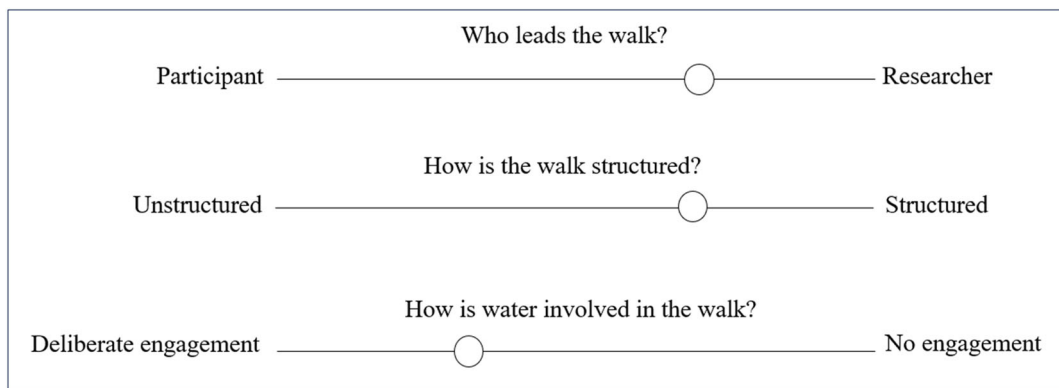 Who leads the walk?
Participant Researcher
How is the walk structured?
Unstructured Structured
How is water involved in the walk?
Deliberate engagement No engagement